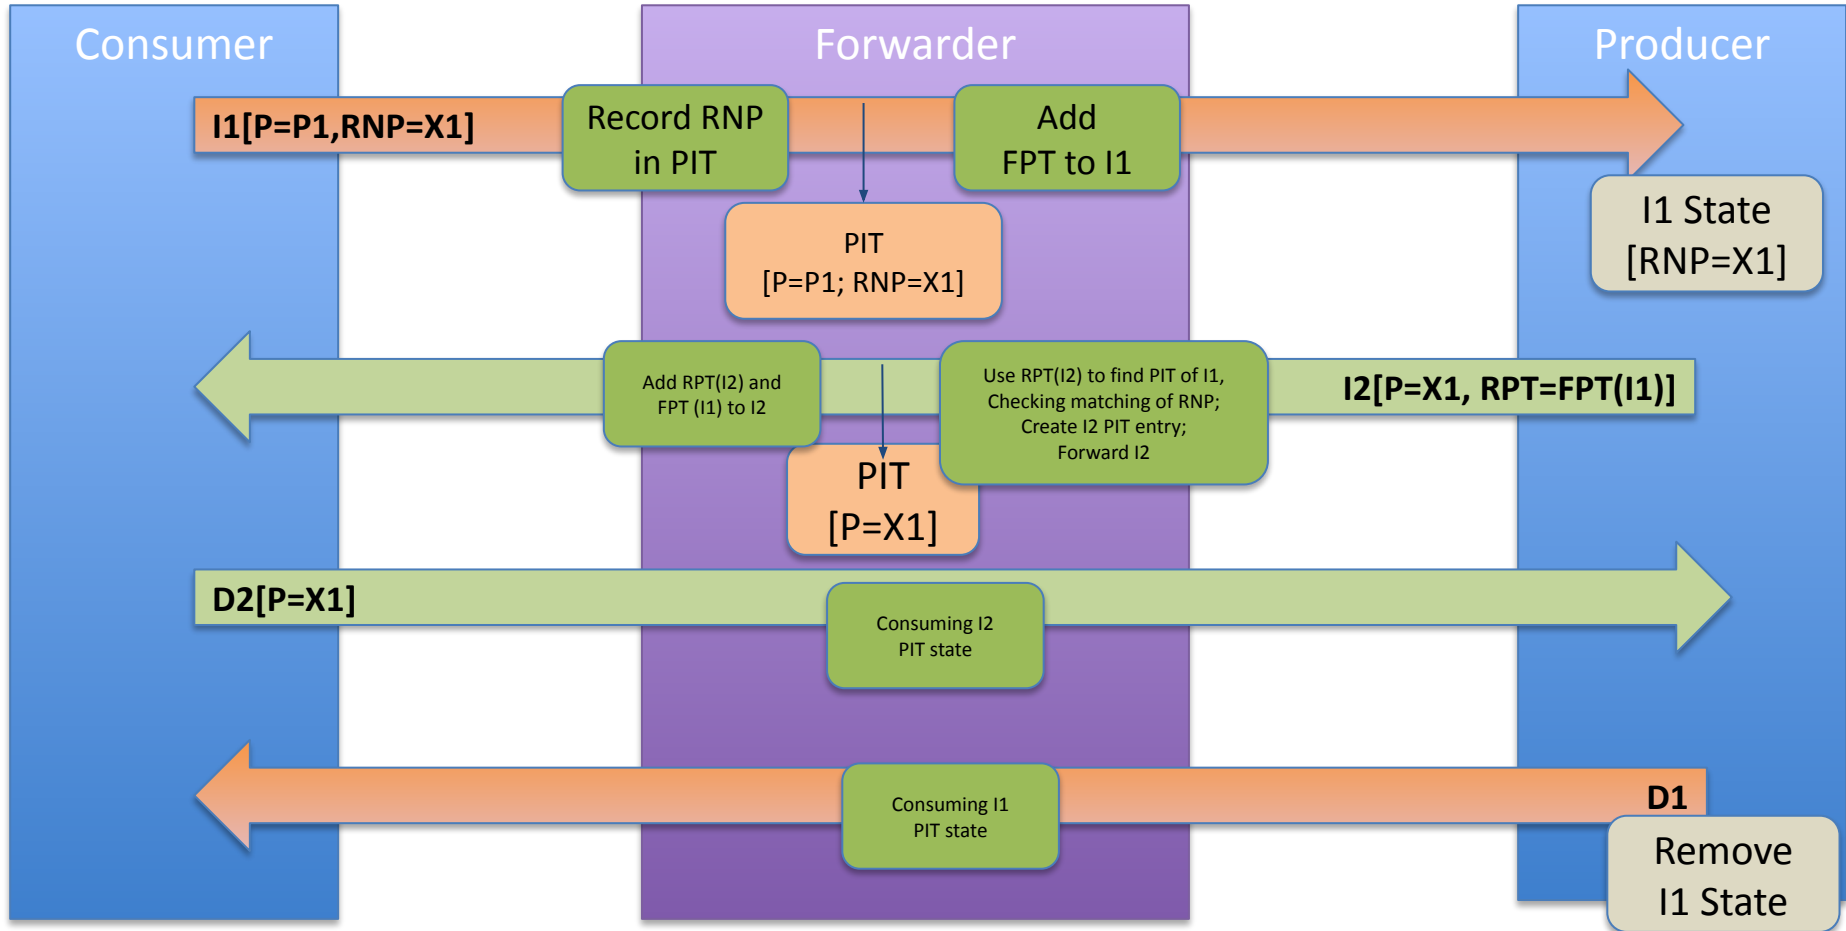 Consumer
Forwarder
Producer
I1[P=P1,RNP=X1]
Record RNP
in PIT
Add
FPT to I1
I1 State
[RNP=X1]
PIT
[P=P1; RNP=X1]
Add RPT(I2) and
FPT (I1) to I2
Use RPT(I2) to find PIT of I1,
Checking matching of RNP;
Create I2 PIT entry;
Forward I2
I2[P=X1, RPT=FPT(I1)]
PIT
[P=X1]
D2[P=X1]
Consuming I2
PIT state
Consuming I1
PIT state
D1
Remove
I1 State